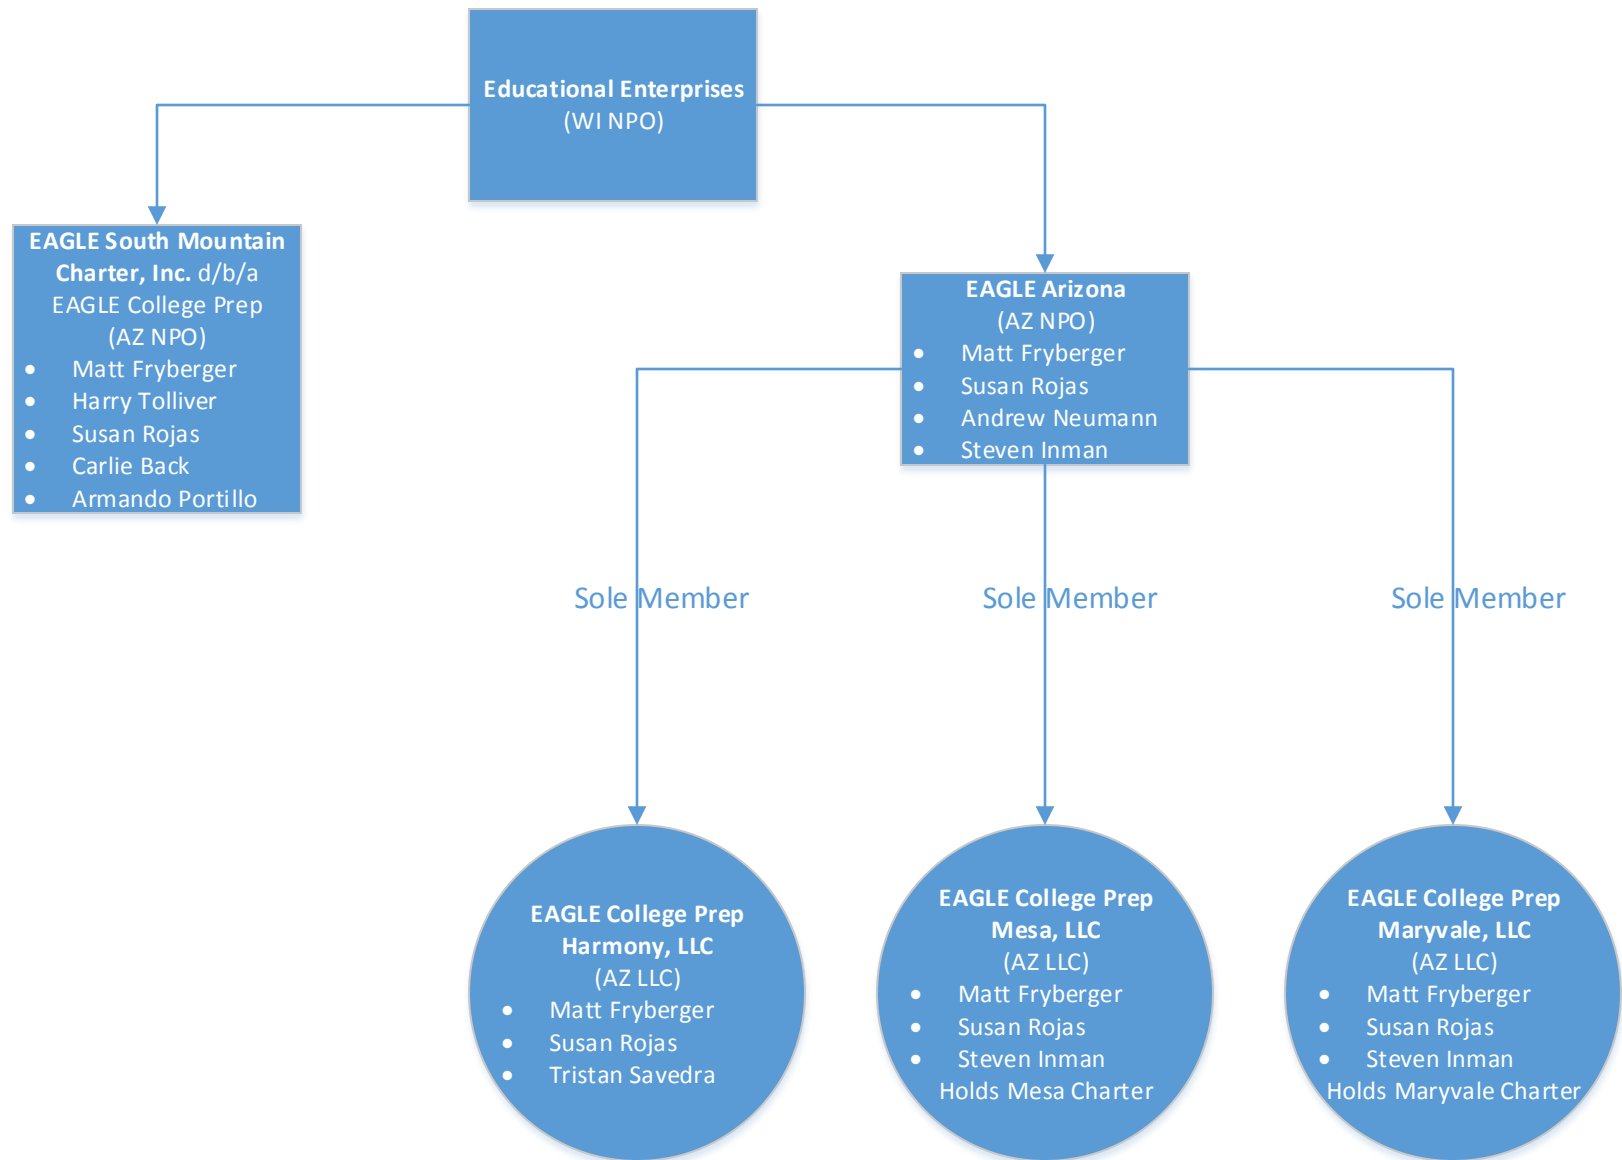 Educational Enterprises
(WI NPO)
EAGLE South Mountain
Charter, Inc. d/b/a
EAGLE College Prep
(AZ NPO)
• Matt Fryberger
• Harry Tolliver
• Susan Rojas
• Carlie Back
• Armando Portillo
EAGLE Arizona
(AZ NPO)
• Matt Fryberger
• Susan Rojas
• Andrew Neumann
• Steven Inman
Sole Member
Sole Member
Sole Member
EAGLE College Prep
Harmony, LLC
(AZ LLC)
• Matt Fryberger
• Susan Rojas
• Tristan Savedra
EAGLE College Prep
Mesa, LLC
(AZ LLC)
• Matt Fryberger
• Susan Rojas
• Steven Inman
Holds Mesa Charter
EAGLE College Prep
Maryvale, LLC
(AZ LLC)
• Matt Fryberger
• Susan Rojas
• Steven Inman
Holds Maryvale Charter